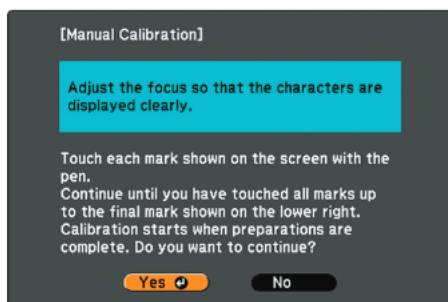 [Manual Calibration]
Adjust the focus so that the characters are
displayed clearly.
Touch each mark shown on the screen with the
pen.
Continue until you have touched all marks up
to the final mark shown on the lower right.
Calibration starts when preparations are
complete. Do you want to continue?
Yes No